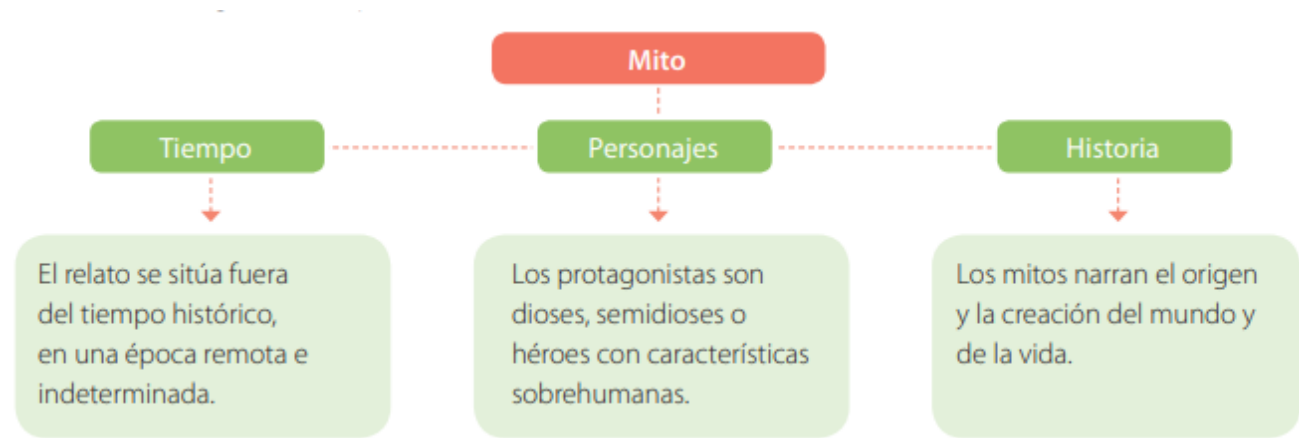 Mito
Tiempo
Personajes
Historia
El relato se sitúa fuera
del tiempo histórico,
en una época remota e
indeterminada.
Los protagonistas son
dioses, semidioses o
héroes con características
sobrehumanas.
Los mitos narran el origen
y la creación del mundo y
de la vida.